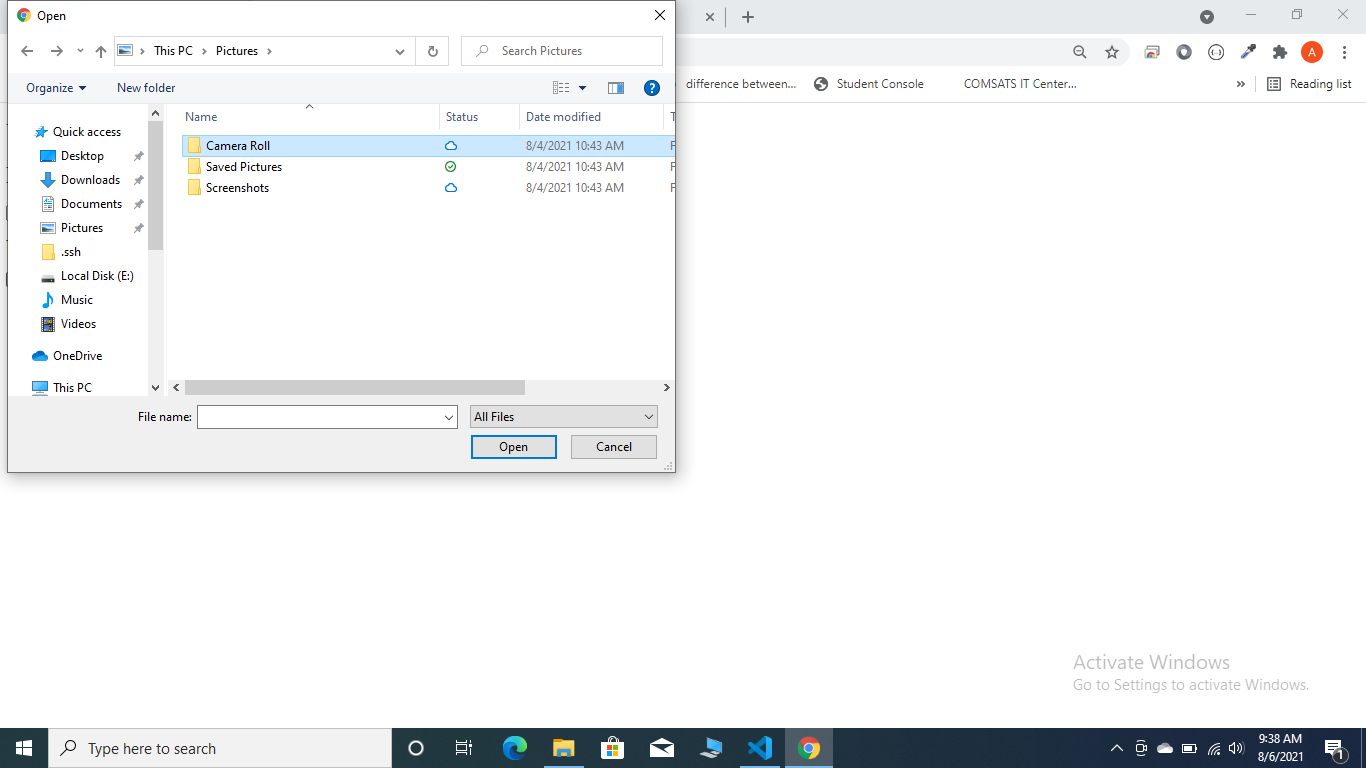 Open
This PC Pictures
Search Pictures
difference between...
Student Console
COMSATS IT Center...
»
Reading list
A
Organize
New folder
Name Status Date modified T
Quick access
Desktop
Downloads
Documents
Pictures
.ssh
Local Disk (E:)
Music
Videos
OneDrive
This PC
Camera Roll 8/4/2021 10:43 AM F
Saved Pictures 8/4/2021 10:43 AM F
Screenshots 8/4/2021 10:43 AM F
File name:
All Files
Open
Cancel
Activate Windows
Go to Settings to activate Windows.
Type here to search
9:38 AM
8/6/2021
1